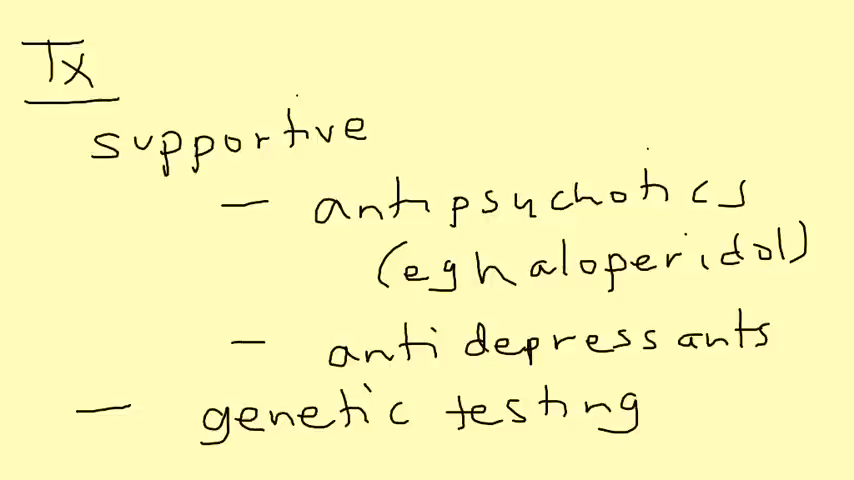 Tx
supportive
- antipsychotics
(eg haloperidol)
- antidepressants
- genetic testing